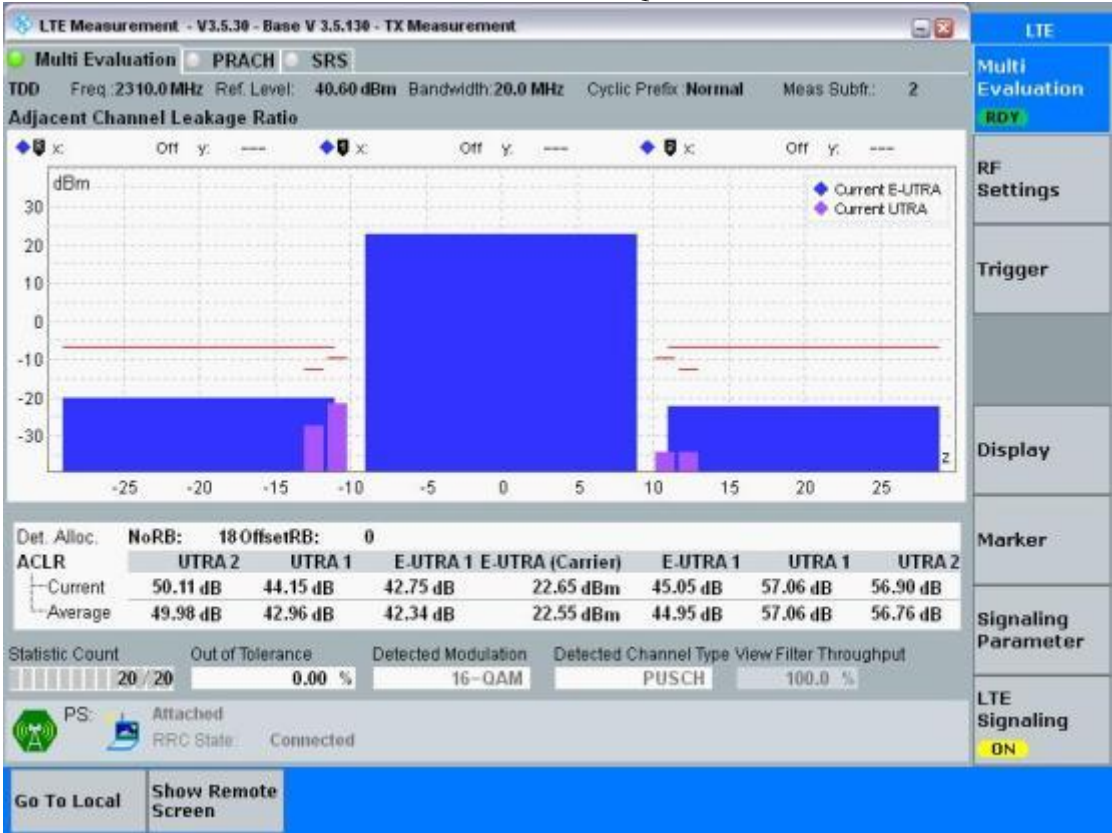 LTE Measurement - V3.5.30 - Base V 3.5.130 - TX Measurement
LTE
Multi Evaluation PRACH SRS
Multi Evaluation
RDY
TDD Freq.:2310.0 MHz Ref. Level: 40.60 dBm Bandwidth:20.0 MHz Cyclic Prefix:Normal Meas Subfr.: 2
Adjacent Channel Leakage Ratio
x: Off y: --- x: Off y: --- x: Off y: ---
dBm
Current E-UTRA
Current UTRA
30
20
10
0
-10
-20
-30
z
-25 -20 -15 -10 -5 0 5 10 15 20 25
RF Settings
Trigger
Display
Marker
Signaling Parameter
LTE Signaling
ON
Det. Alloc. NoRB: 18 OffsetRB: 0
ACLR UTRA 2 UTRA 1 E-UTRA 1 E-UTRA (Carrier) E-UTRA 1 UTRA 1 UTRA 2
Current 50.11 dB 44.15 dB 42.75 dB 22.65 dBm 45.05 dB 57.06 dB 56.90 dB
Average 49.98 dB 42.96 dB 42.34 dB 22.55 dBm 44.95 dB 57.06 dB 56.76 dB
Statistic Count Out of Tolerance Detected Modulation Detected Channel Type View Filter Throughput
20 / 20 0.00 % 16-QAM PUSCH 100.0 %
PS: Attached
RRC State: Connected
Go To Local
Show Remote Screen